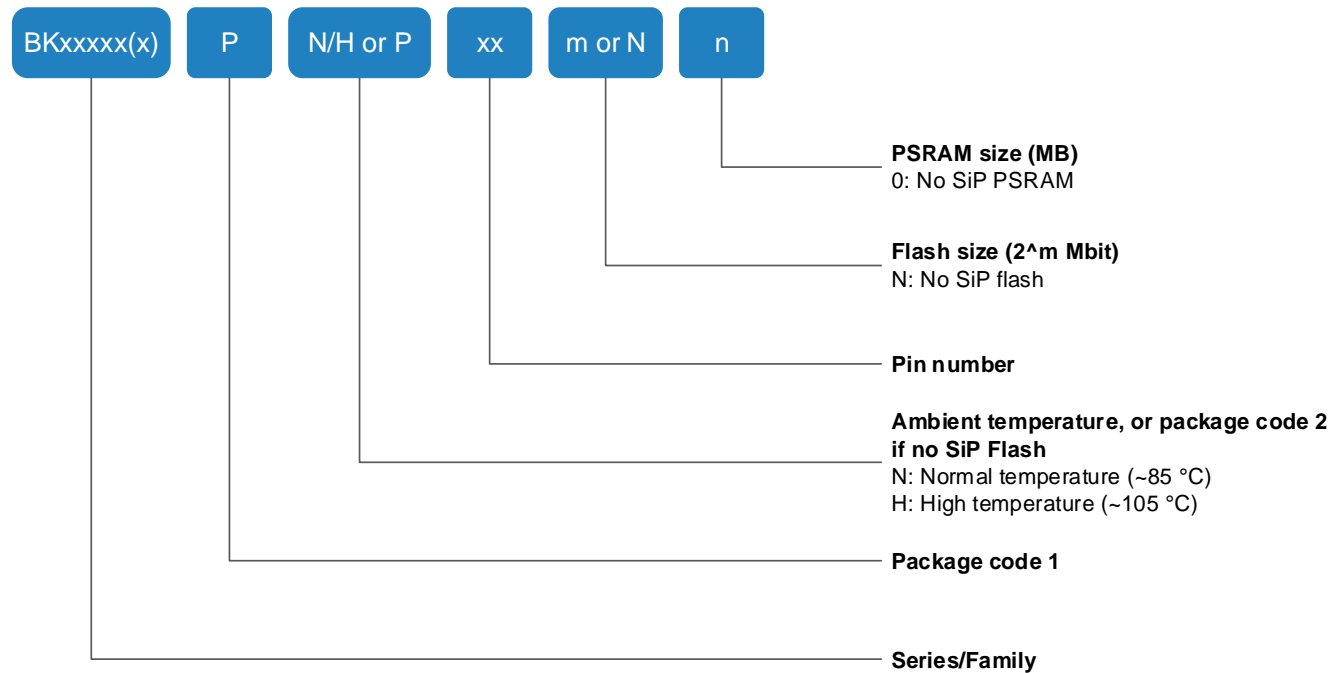 BKxxxxx(x) P N/H or P xx m or N n
PSRAM size (MB)
0: No SiP PSRAM
Flash size (2^m Mbit)
N: No SiP flash
Pin number
Ambient temperature, or package code 2
if no SiP Flash
N: Normal temperature (~85 °C)
H: High temperature (~105 °C)
Package code 1
Series/Family